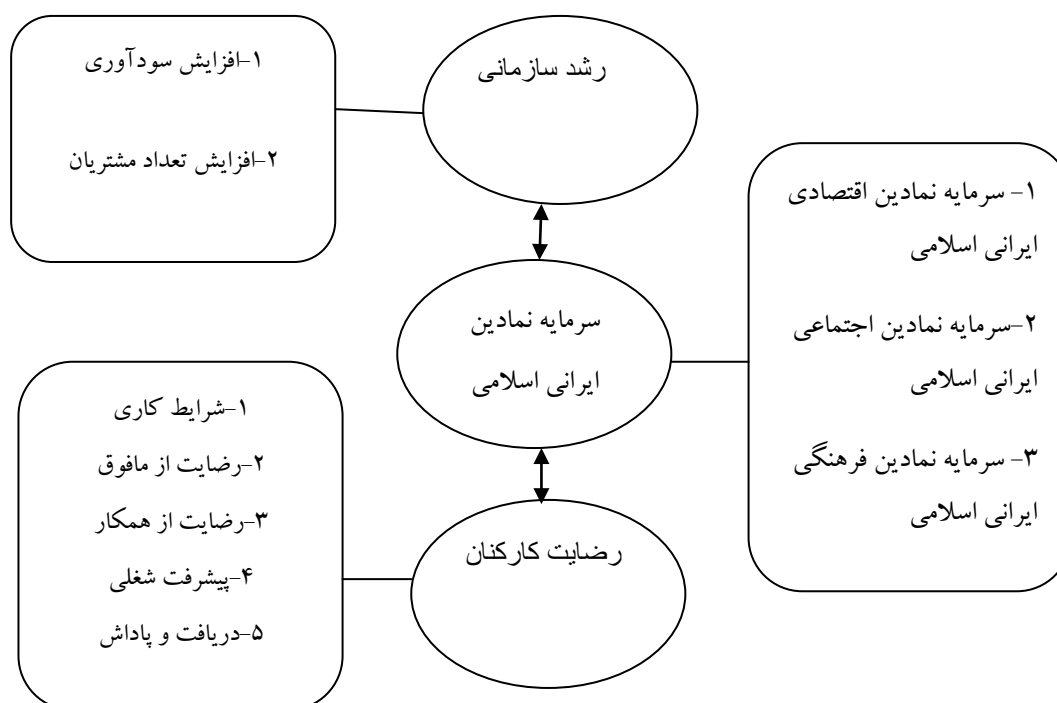 رشد سازمانی
۱-افزایش سودآوری
۲-افزایش تعداد مشتریان
سرمایه نمادین
ایرانی اسلامی
۱- سرمایه نمادین اقتصادی
ایرانی اسلامی
۲-سرمایه نمادین اجتماعی
ایرانی اسلامی
۳- سرمایه نمادین فرهنگی
ایرانی اسلامی
رضایت کارکنان
۱-شرایط کاری
۲-رضایت از مافوق
۳-رضایت از همکار
۴-پیشرفت شغلی
۵-دریافت و پاداش